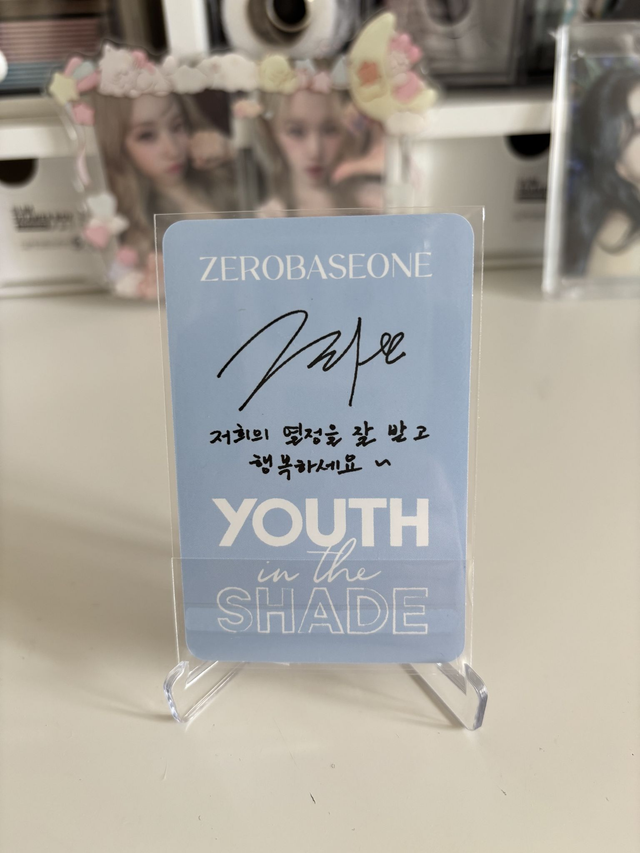 ZEROBASEONE
저희의 열정을 잘 받고
행복하세요 ~
YOUTH
in the
SHADE